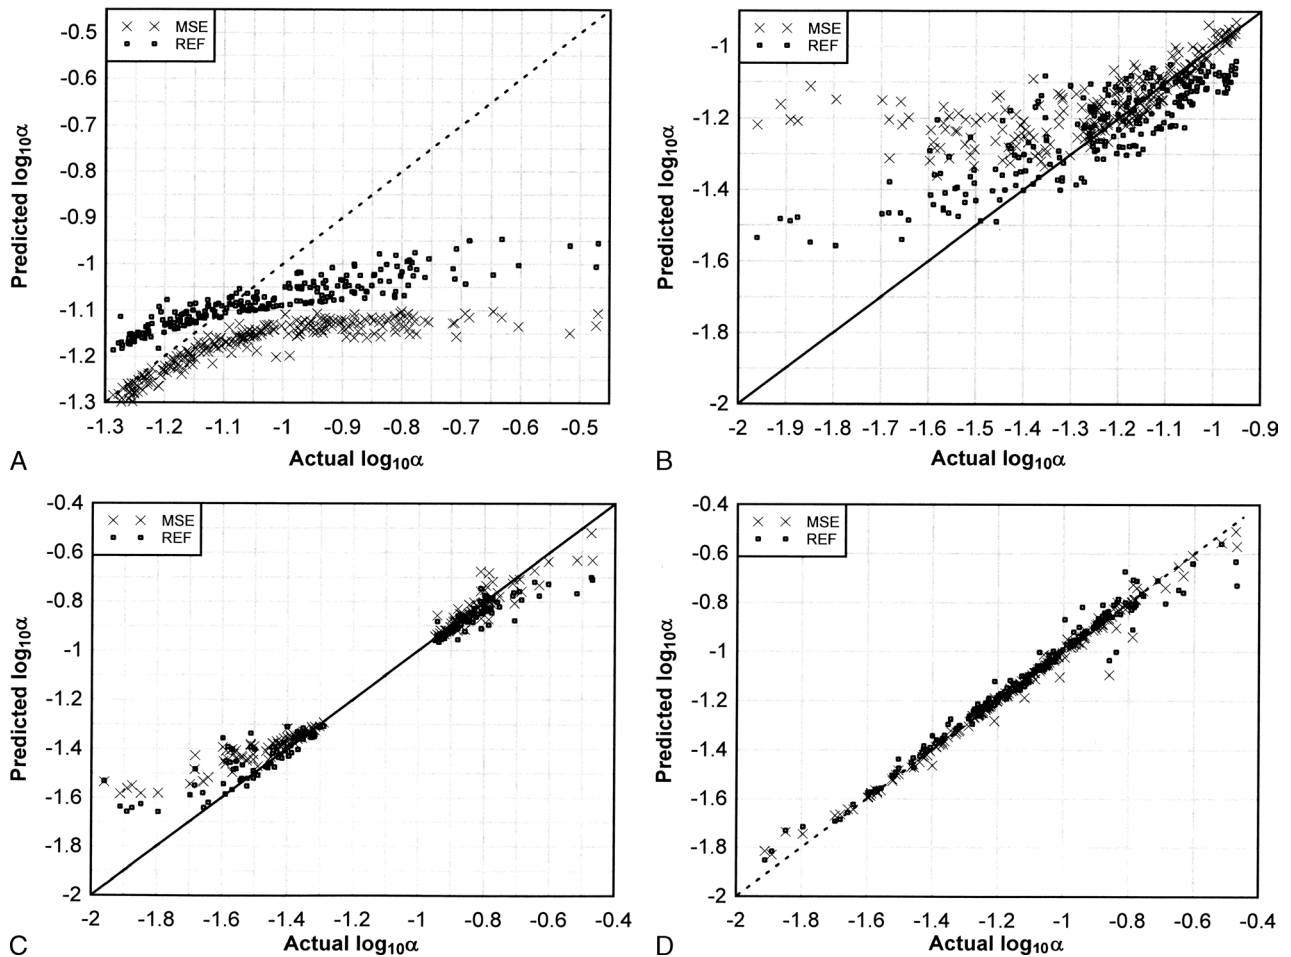 MSE
REF
-0.5
-0.6
-0.7
-0.8
-0.9
-1
-1.1
-1.2
-1.3
Predicted log10α
-1.3 -1.2 -1.1 -1 -0.9 -0.8 -0.7 -0.6 -0.5
Actual log10α
A
MSE
REF
-1
-1.2
-1.4
-1.6
-1.8
-2
Predicted log10α
-2 -1.9 -1.8 -1.7 -1.6 -1.5 -1.4 -1.3 -1.2 -1.1 -1 -0.9
Actual log10α
B
MSE
REF
-0.4
-0.6
-0.8
-1
-1.2
-1.4
-1.6
-1.8
-2
Predicted log10α
-2 -1.8 -1.6 -1.4 -1.2 -1 -0.8 -0.6 -0.4
Actual log10α
C
MSE
REF
-0.4
-0.6
-0.8
-1
-1.2
-1.4
-1.6
-1.8
-2
Predicted log10α
-2 -1.8 -1.6 -1.4 -1.2 -1 -0.8 -0.6 -0.4
Actual log10α
D